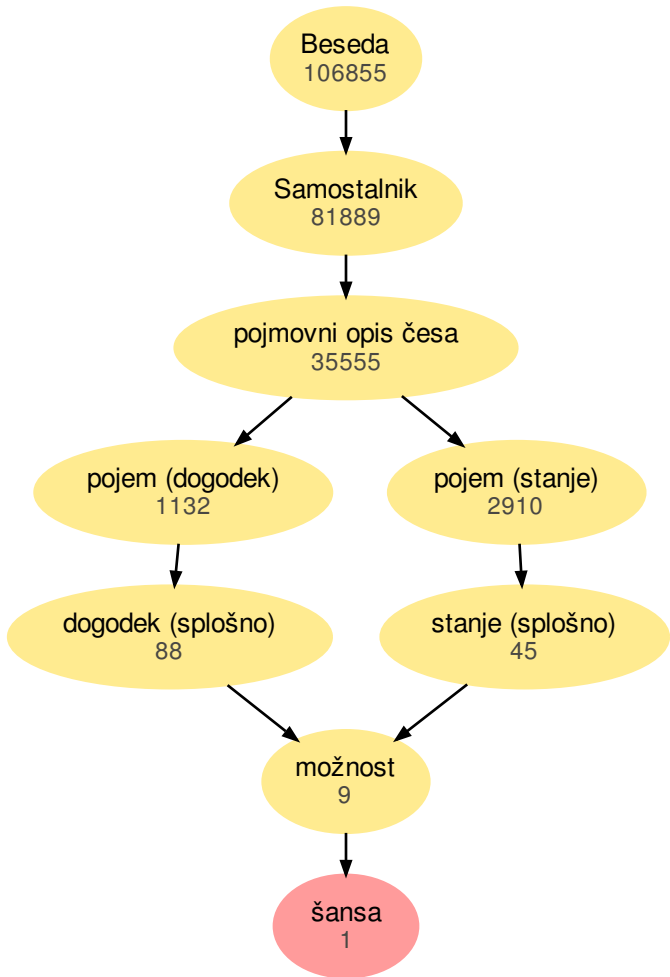 Beseda
106855
Samostalnik
81889
pojmovni opis česa
35555
pojem (dogodek)
1132
pojem (stanje)
2910
dogodek (splošno)
88
stanje (splošno)
45
možnost
9
šansa
1